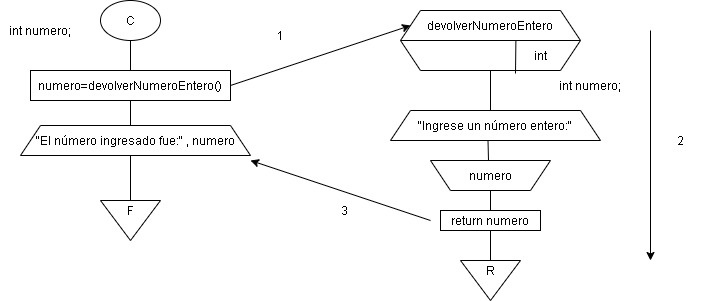 C
int numero;
numero=devolverNumeroEntero()
"El número ingresado fue:" , numero
F
1
devolverNumeroEntero
int
int numero;
"Ingrese un número entero:"
numero
return numero
R
2
3